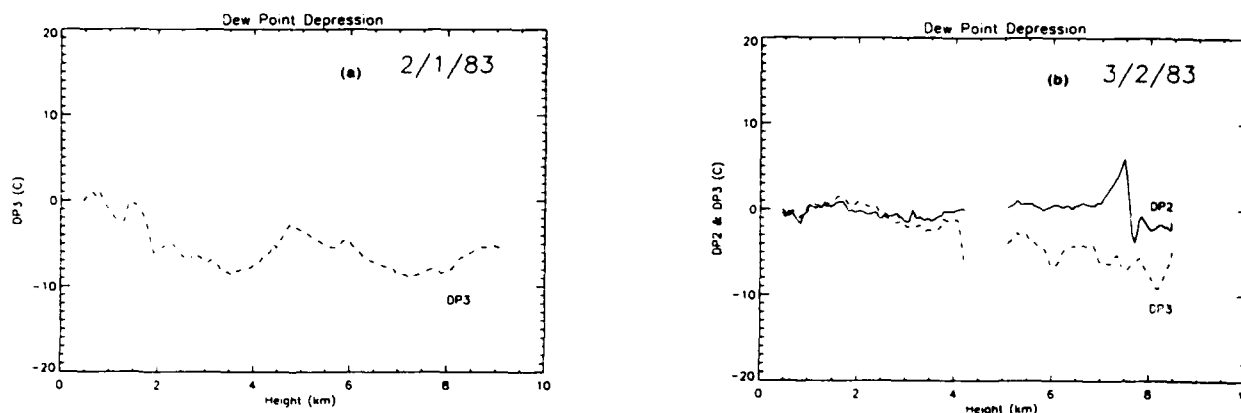 Dew Point Depression
20
(a) 2/1/83
10
0
DP3 (C)
-10
DP3
-20
0 2 4 6 8 10
Height (km)
Dew Point Depression
20
(b) 3/2/83
10
0
DP2 & DP3 (C)
DP2
-10
DP3
-20
0 2 4 6 8
Height (km)